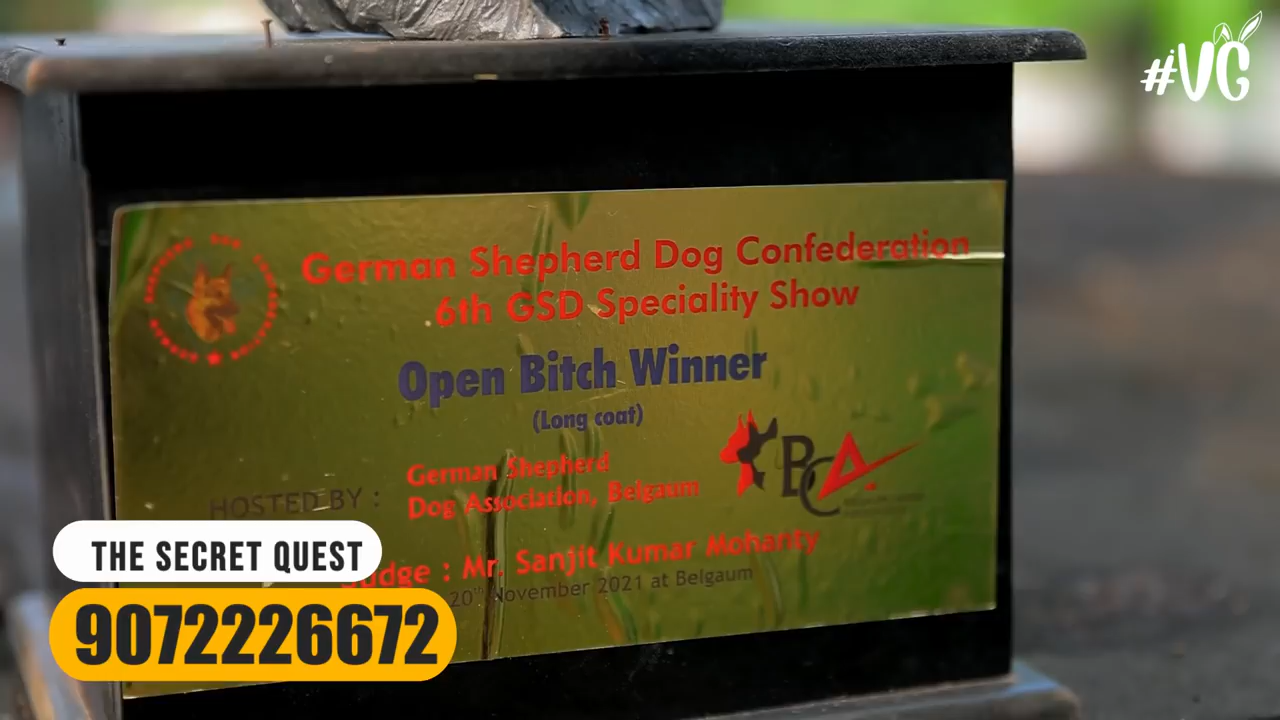 #VG
German Shepherd Dog Confederation
6th GSD Speciality Show
Open Bitch Winner
(Long coat)
German Shepherd
HOSTED BY : Dog Association, Belgaum
BCA
Judge : Mr. Sanjit Kumar Mohanty
20th November 2021 at Belgaum
THE SECRET QUEST
9072226672